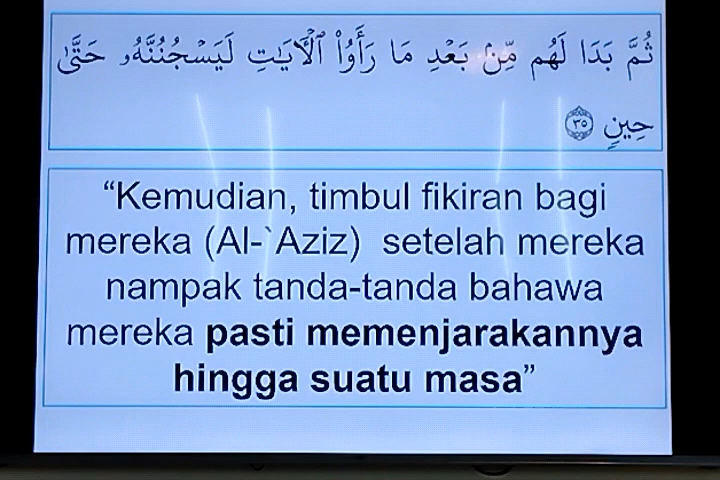 ثُمَّ بَدَا لَهُم مِّنۢ بَعۡدِ مَا رَأَوُاْ ٱلۡأٓيَٰتِ لَيَسۡجُنُنَّهُۥ حَتَّىٰ
حِينٖ ٣٥
“Kemudian, timbul fikiran bagi
mereka (Al-`Aziz) setelah mereka
nampak tanda-tanda bahawa
mereka pasti memenjarakannya
hingga suatu masa”